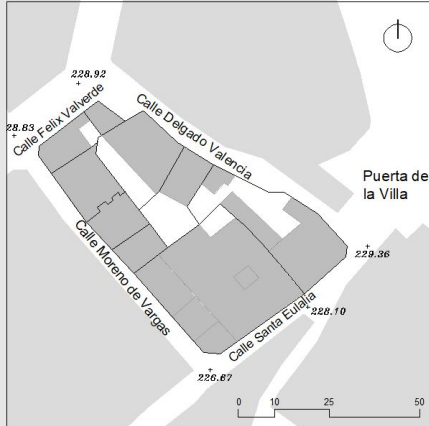 228.92
28.83
Calle Felix Valverde
Calle Delgado Valencia
Puerta de
la Villa
229.36
Calle Moreno de Vargas
Calle Santa Eulalia
228.10
226.67
0 10 25 50